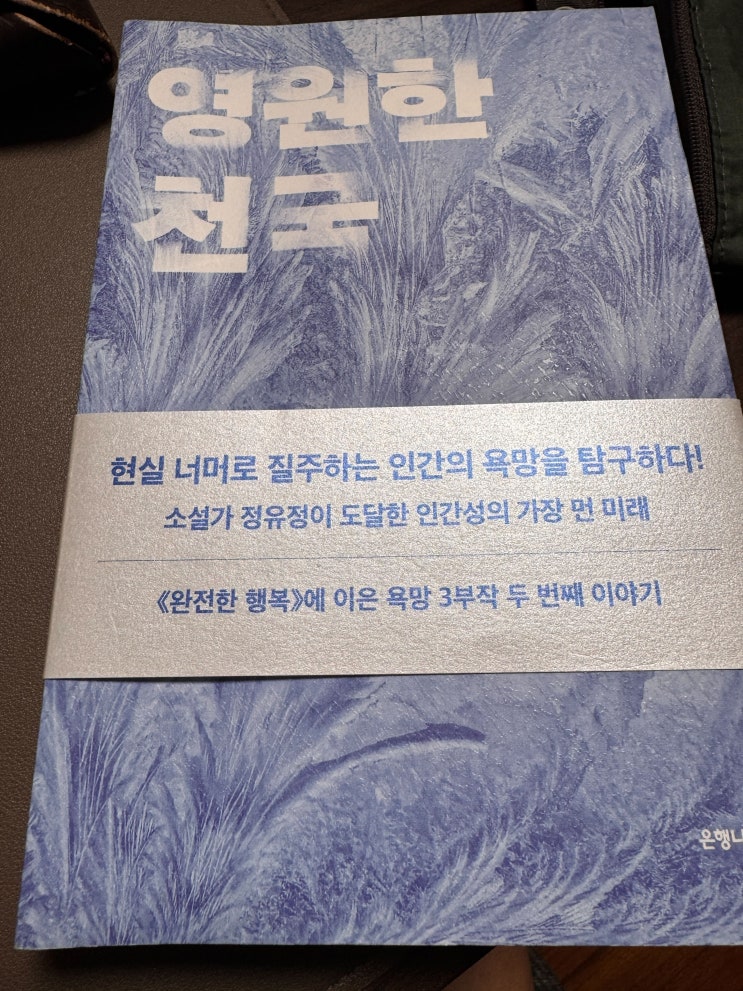 영원한
천국
현실 너머로 질주하는 인간의 욕망을 탐구하다!
소설가 정유정이 도달한 인간성의 가장 먼 미래
《완전한 행복》에 이은 욕망 3부작 두 번째 이야기
은행나